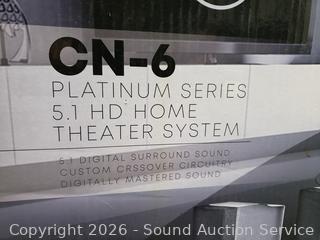 CN-6
PLATINUM SERIES
5.1 HD HOME
THEATER SYSTEM
5.1 DIGITAL SURROUND SOUND
CUSTOM CRSSOVER CIRCUITRY
DIGITALLY MASTERED SOUND
Copyright 2026 - Sound Auction Service